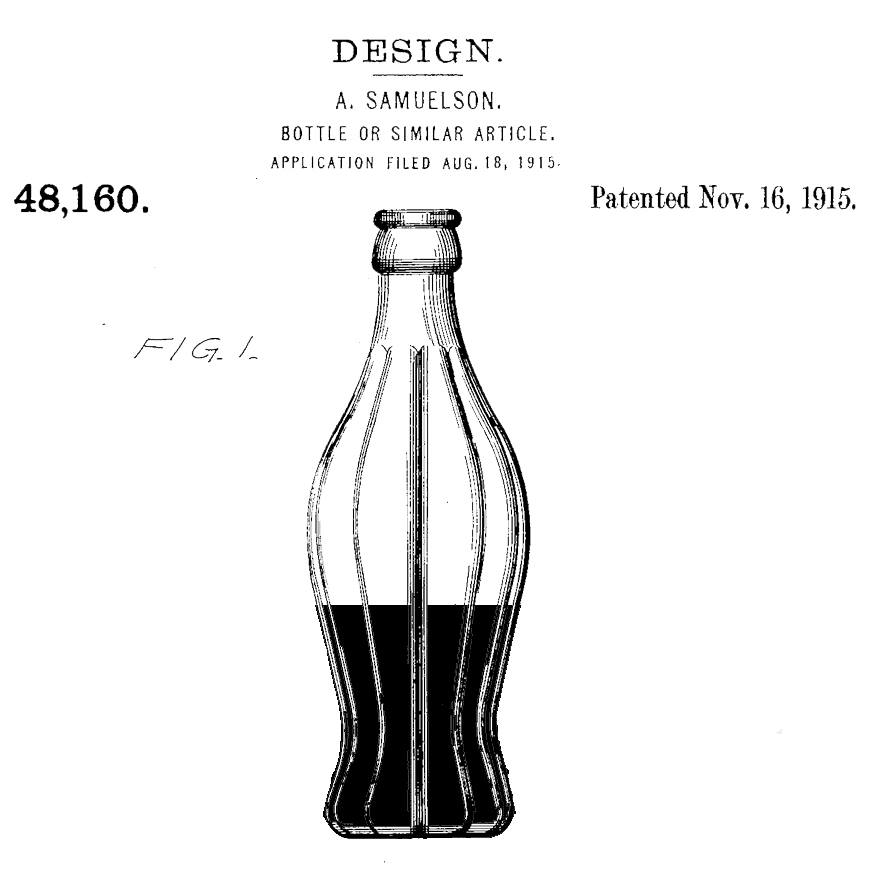 DESIGN.
A. SAMUELSON.
BOTTLE OR SIMILAR ARTICLE.
APPLICATION FILED AUG. 18, 1915.
48,160.
Patented Nov. 16, 1915.
FIG. 1.